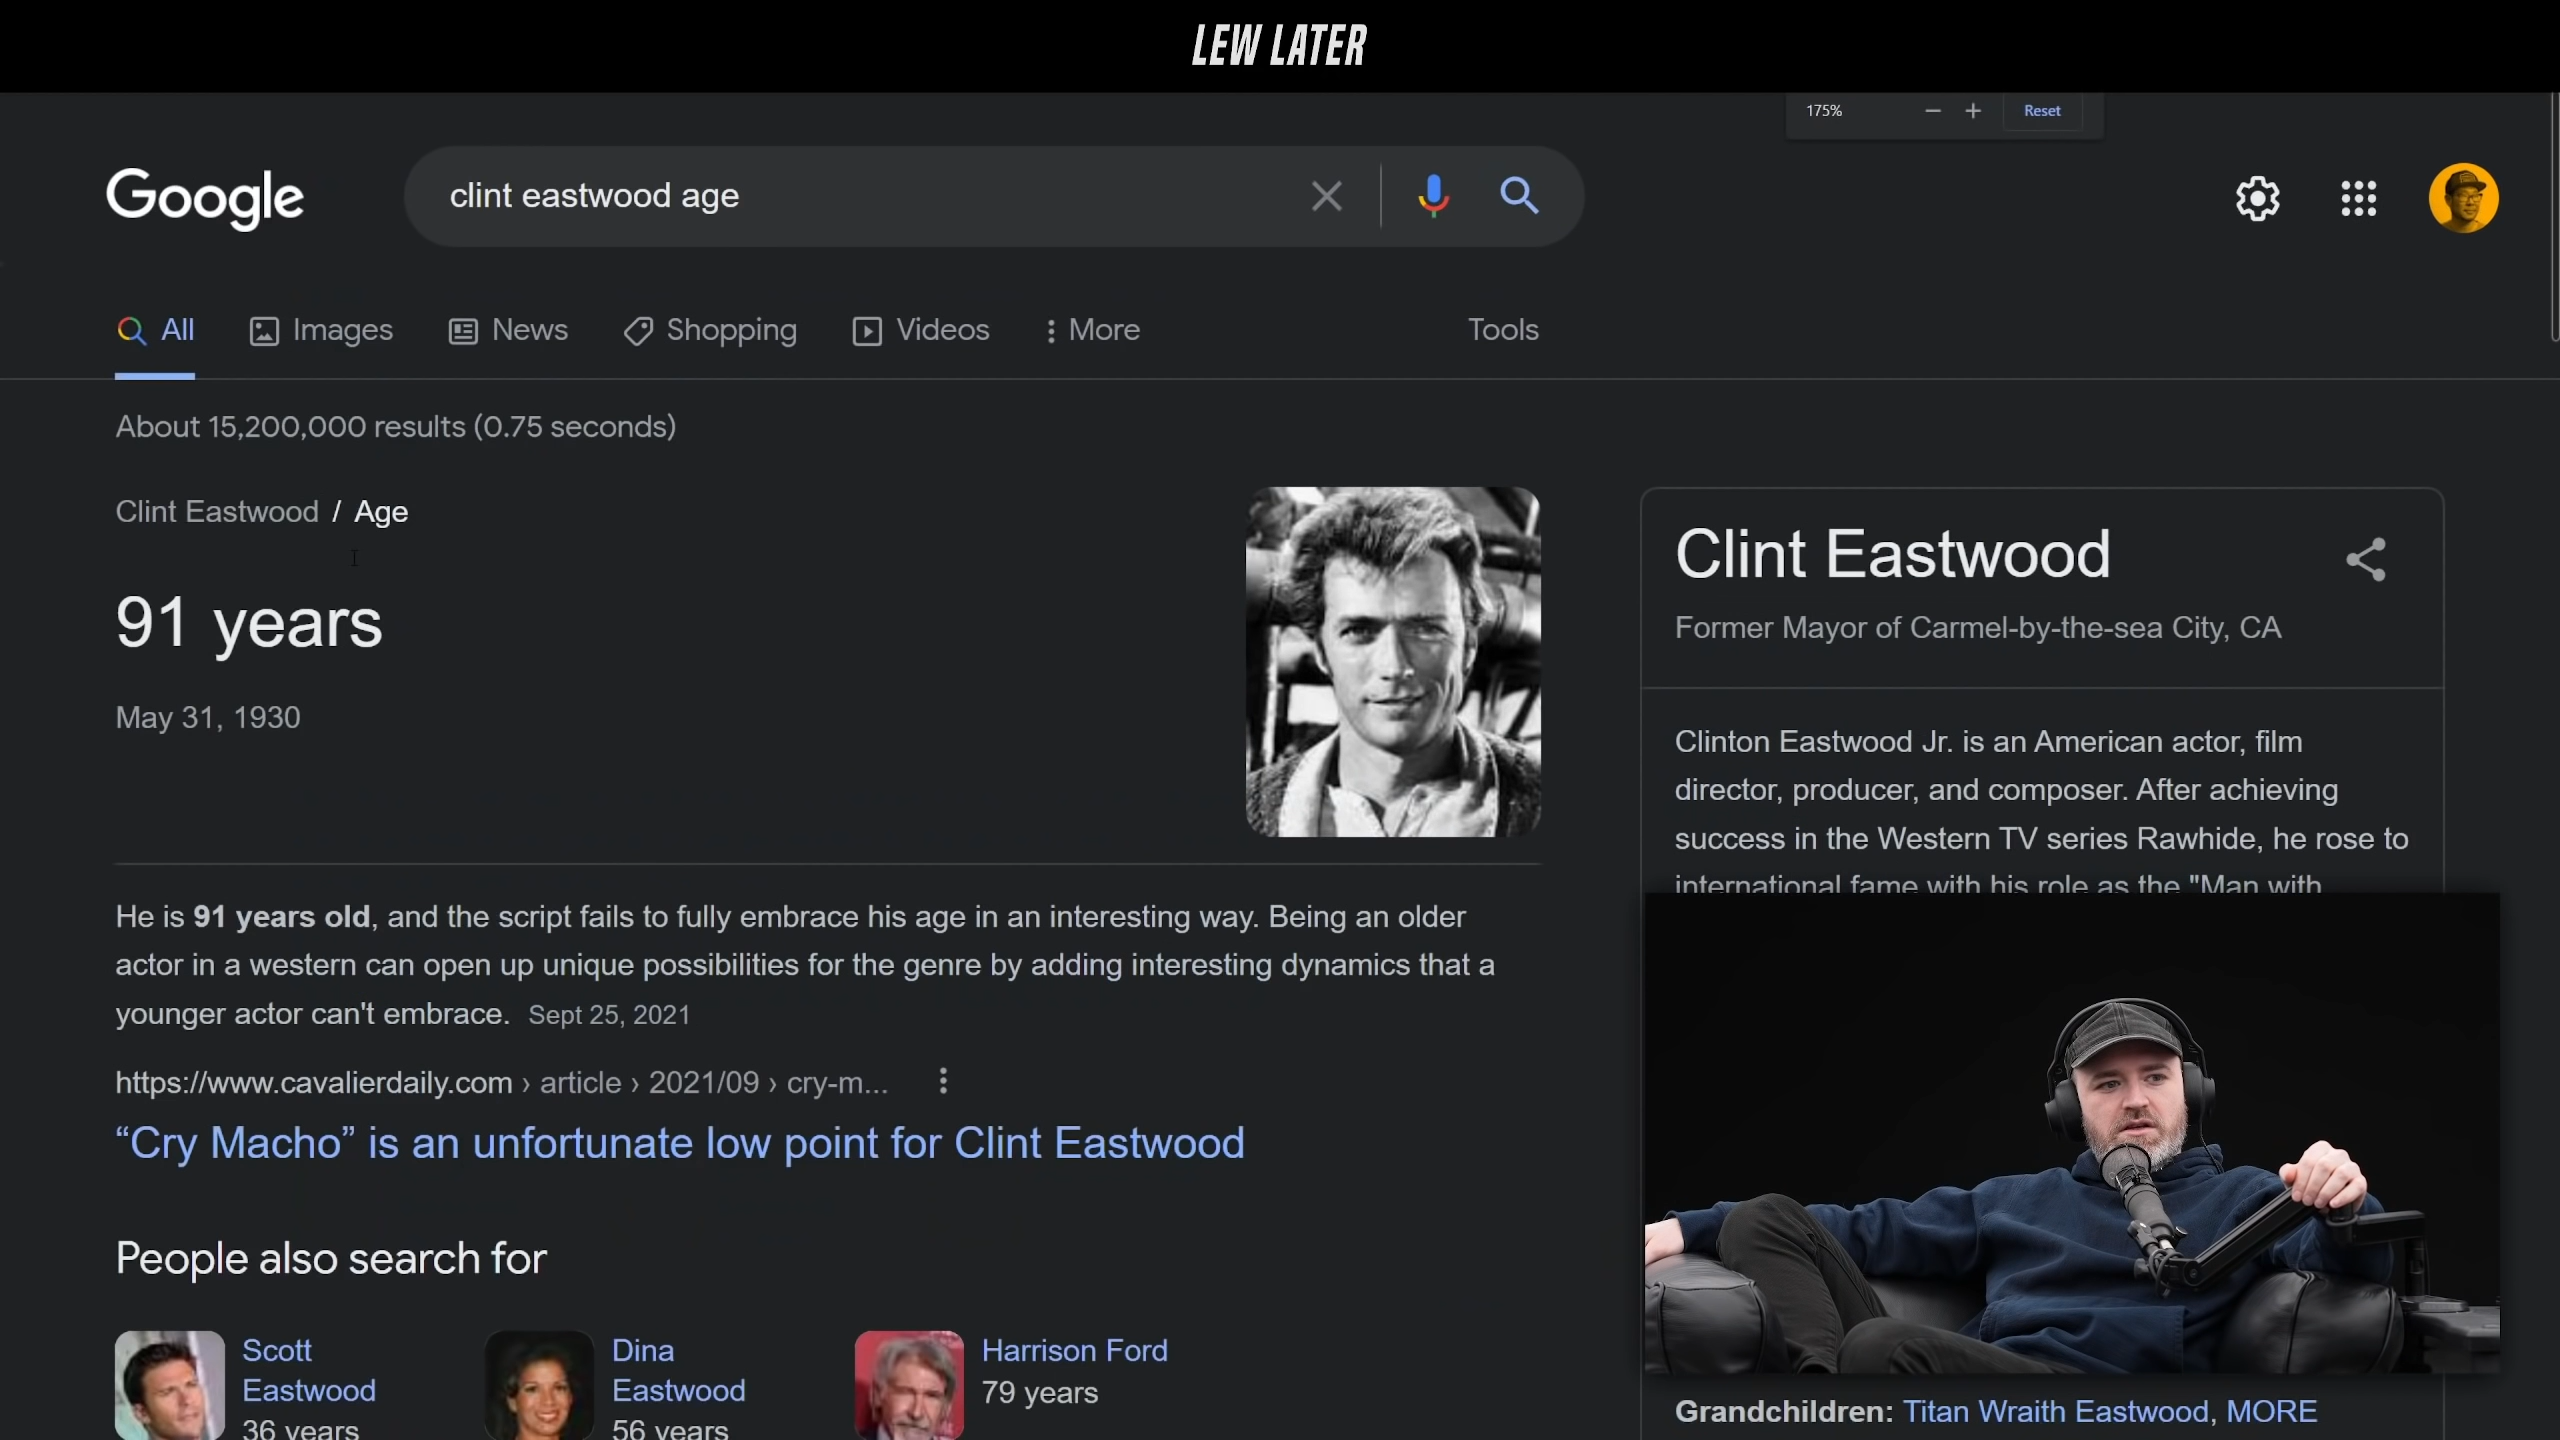 LEW LATER
175%
Reset
Google
clint eastwood age
All
Images
News
Shopping
Videos
More
Tools
About 15,200,000 results (0.75 seconds)
Clint Eastwood / Age
91 years
May 31, 1930
He is 91 years old, and the script fails to fully embrace his age in an interesting way. Being an older
actor in a western can open up unique possibilities for the genre by adding interesting dynamics that a
younger actor can't embrace. Sept 25, 2021
https://www.cavalierdaily.com › article › 2021/09 › cry-m...
“Cry Macho” is an unfortunate low point for Clint Eastwood
People also search for
Scott
Eastwood
36 years
Dina
Eastwood
56 years
Harrison Ford
79 years
Clint Eastwood
Former Mayor of Carmel-by-the-sea City, CA
Clinton Eastwood Jr. is an American actor, film
director, producer, and composer. After achieving
success in the Western TV series Rawhide, he rose to
international fame with his role as the "Man with
Grandchildren: Titan Wraith Eastwood, MORE